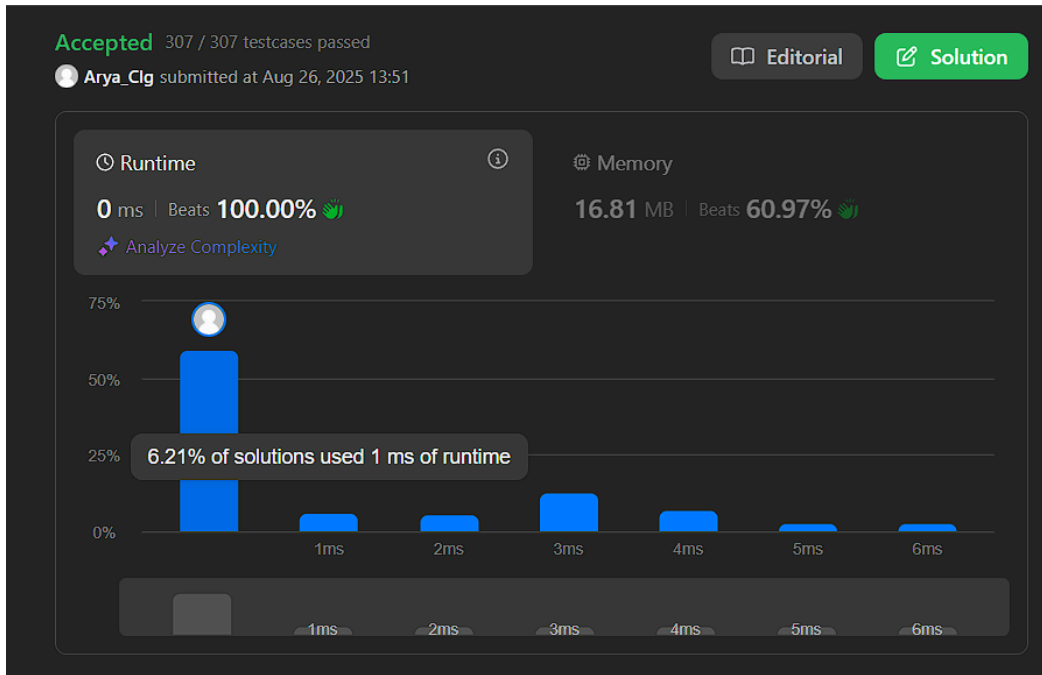 Accepted 307 / 307 testcases passed
Arya_Clg submitted at Aug 26, 2025 13:51
Editorial
Solution
Runtime
0 ms Beats 100.00%
Analyze Complexity
Memory
16.81 MB Beats 60.97%
75%
50%
25%
0%
6.21% of solutions used 1 ms of runtime
1ms 2ms 3ms 4ms 5ms 6ms
1ms 2ms 3ms 4ms 5ms 6ms